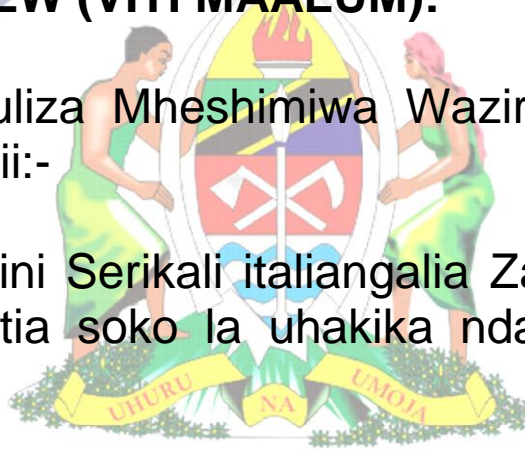 EW (VITI MAALUM):
uliza Mheshimiwa Wazir
ii:-
ini Serikali italiangalia Za
tia soko la uhakika nda
UHURU NA UMOJA